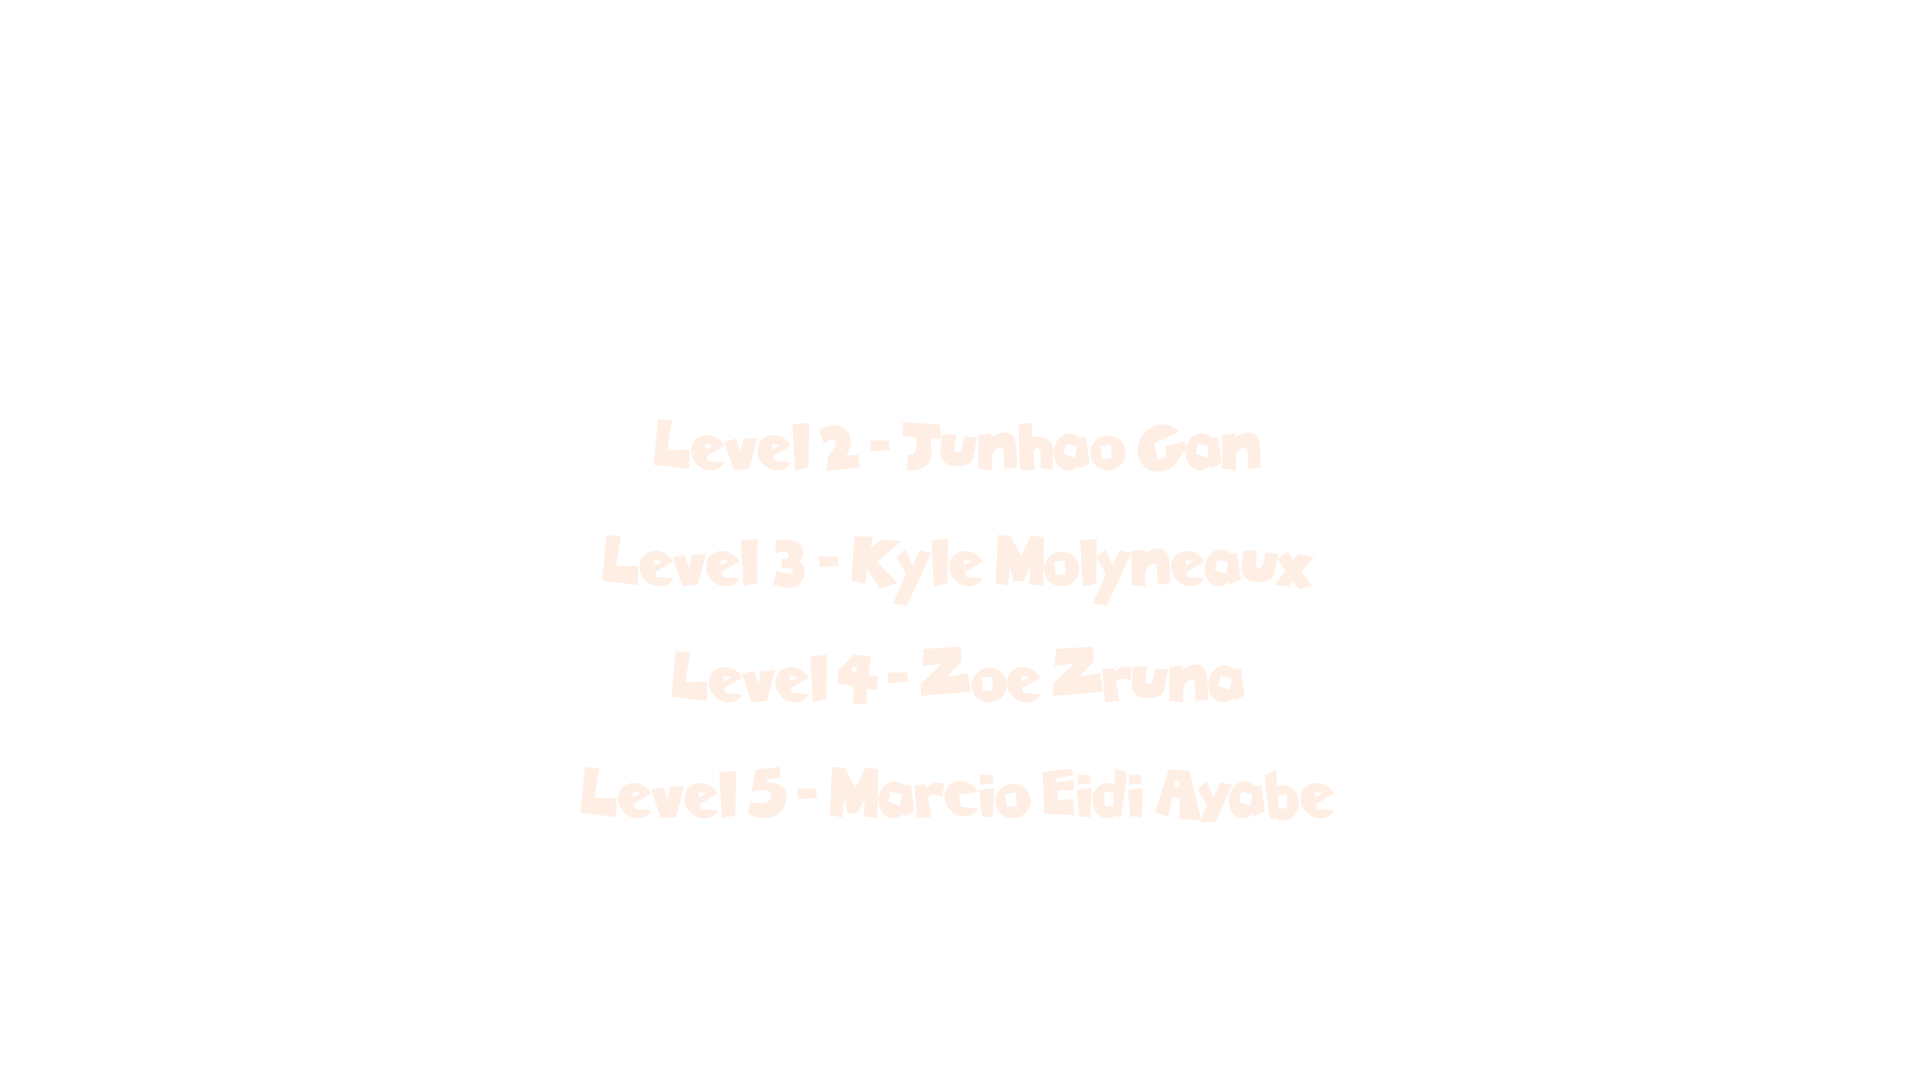 Level 2 - Junhao Gan
Level 3 - Kyle Molyneaux
Level 4 - Zoe Zruna
Level 5 - Marcio Eidi Ayabe